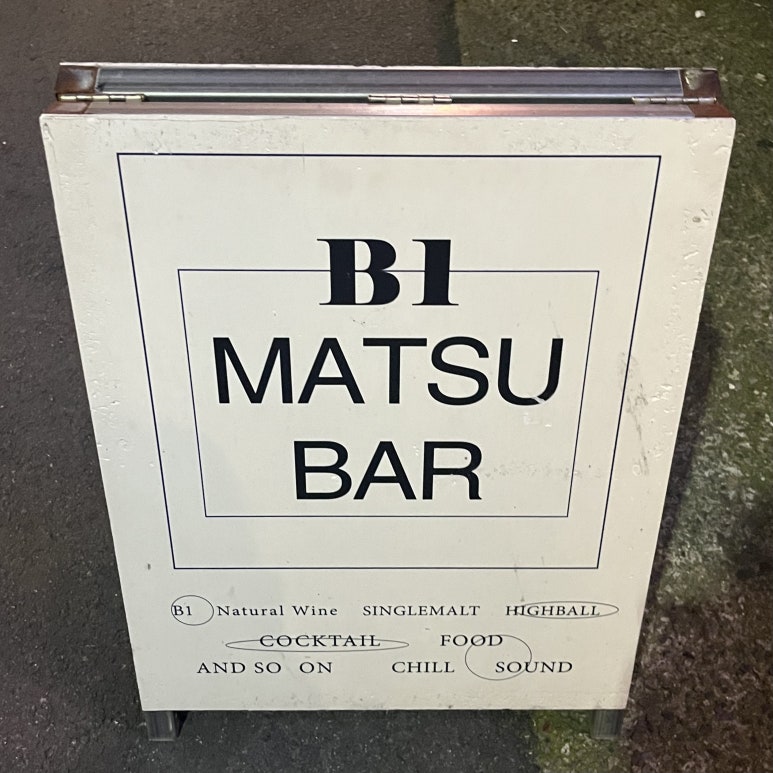 B1
MATSU
BAR
B1 Natural Wine SINGLEMALT HIGHBALL
COCKTAIL FOOD
AND SO ON CHILL SOUND